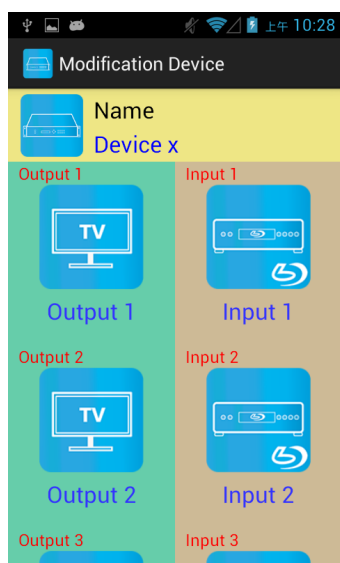 上午 10:28
Modification Device
Name
Device x
Output 1
Input 1
TV
Output 1
Input 1
Output 2
Input 2
TV
Output 2
Input 2
Output 3
Input 3